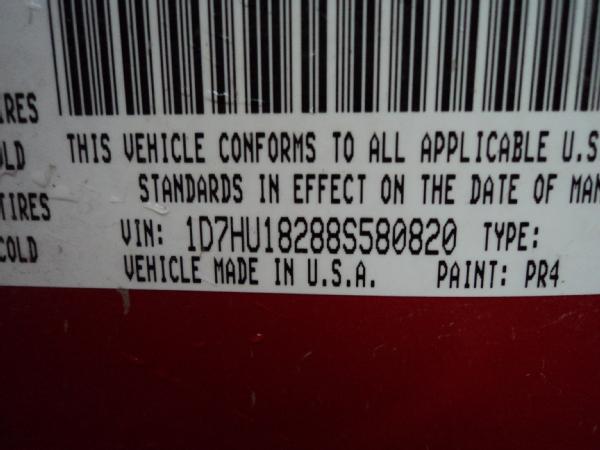 IRES
OLD
TIRES
COLD
THIS VEHICLE CONFORMS TO ALL APPLICABLE U.S
STANDARDS IN EFFECT ON THE DATE OF MAN
VIN: 1D7HU18288S580820 TYPE:
VEHICLE MADE IN U.S.A. PAINT: PR4